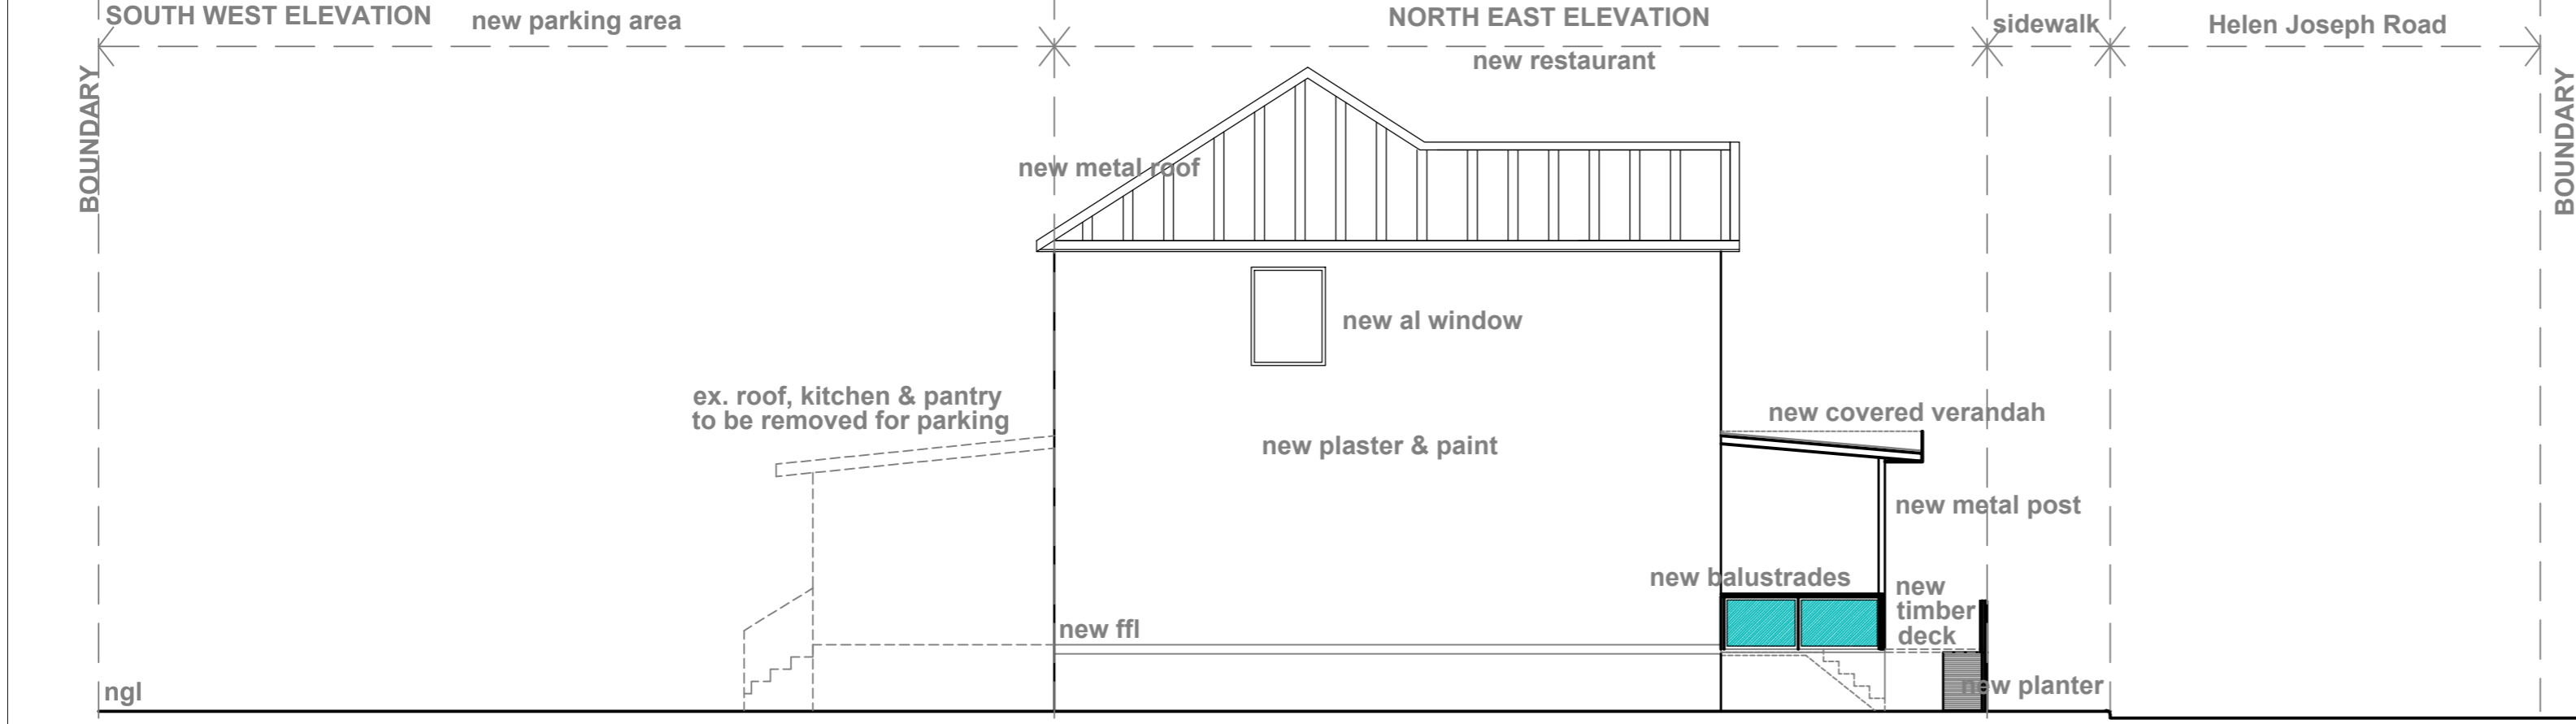 SOUTH WEST ELEVATION
new parking area
NORTH EAST ELEVATION
new restaurant
sidewalk
Helen Joseph Road
BOUNDARY
BOUNDARY
new metal roof
new al window
ex. roof, kitchen & pantry
to be removed for parking
new plaster & paint
new covered verandah
new metal post
new balustrades
new
timber
deck
new ffl
ngl
new planter